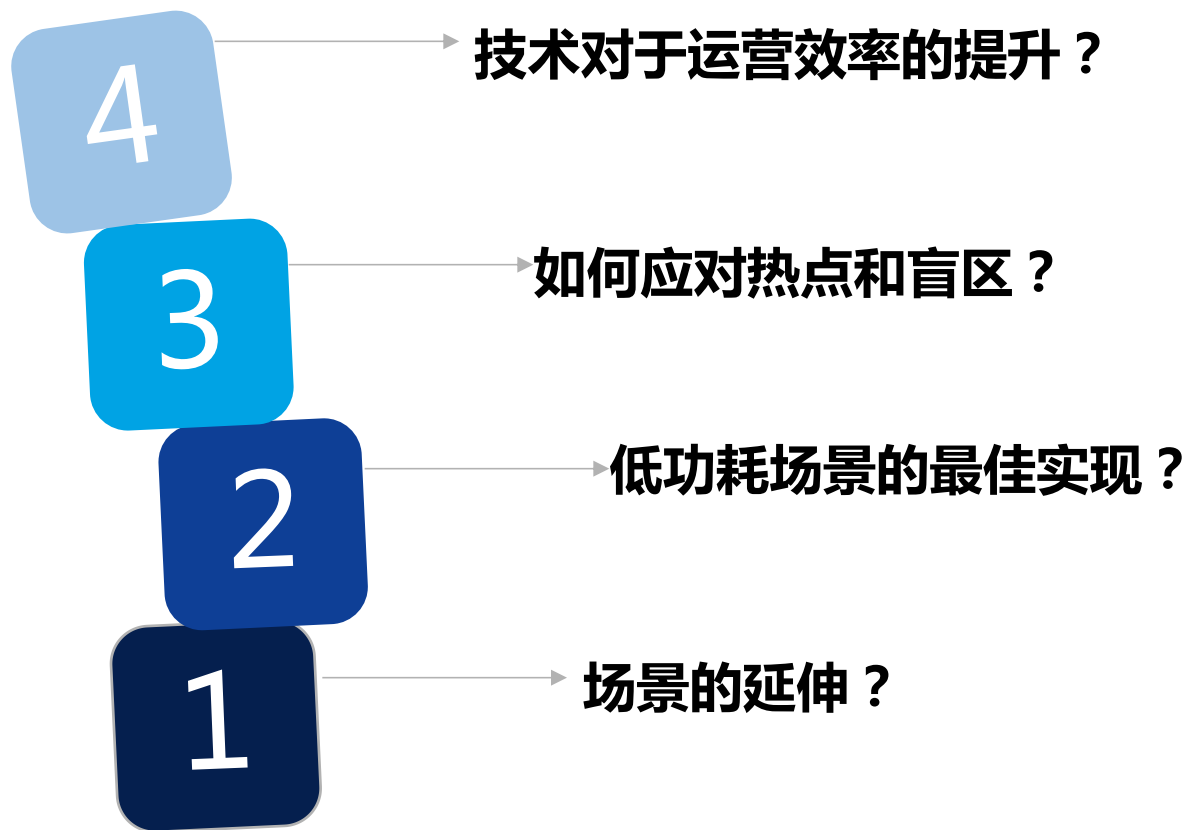 4
技术对于运营效率的提升？
3
如何应对热点和盲区？
2
低功耗场景的最佳实现？
1
场景的延伸？